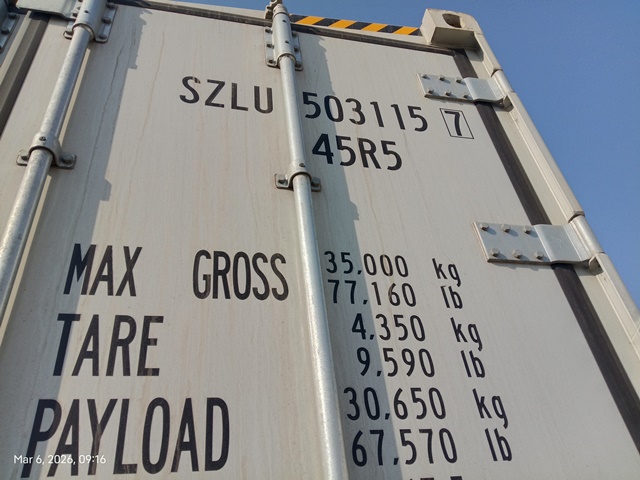 SZLU 503115 7
45R5
MAX GROSS 35,000 kg
77,160 lb
TARE 4,350 kg
9,590 lb
PAYLOAD 30,650 kg
67,570 lb
Mar 6, 2026, 09:16